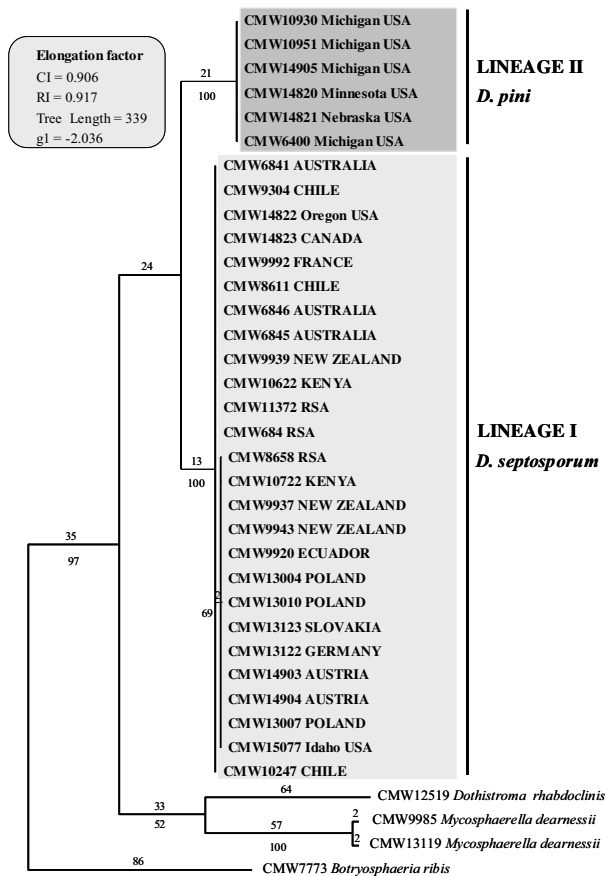 Elongation factor
CI = 0.906
RI = 0.917
Tree Length = 339
g1 = -2.036
21
100
CMW10930 Michigan USA
CMW10951 Michigan USA
CMW14905 Michigan USA
CMW14820 Minnesota USA
CMW14821 Nebraska USA
CMW6400 Michigan USA
LINEAGE II
D. pini
24
CMW6841 AUSTRALIA
CMW9304 CHILE
CMW14822 Oregon USA
CMW14823 CANADA
CMW9992 FRANCE
CMW8611 CHILE
CMW6846 AUSTRALIA
CMW6845 AUSTRALIA
CMW9939 NEW ZEALAND
CMW10622 KENYA
CMW11372 RSA
CMW684 RSA
13
100
CMW8658 RSA
CMW10722 KENYA
CMW9937 NEW ZEALAND
CMW9943 NEW ZEALAND
CMW9920 ECUADOR
CMW13004 POLAND
CMW13010 POLAND
CMW13123 SLOVAKIA
CMW13122 GERMANY
CMW14903 AUSTRIA
CMW14904 AUSTRIA
CMW13007 POLAND
CMW15077 Idaho USA
CMW10247 CHILE
2
69
LINEAGE I
D. septosporum
35
97
33
52
64
CMW12519 Dothistroma rhabdoclinis
57
100
2
CMW9985 Mycosphaerella dearnessii
2
CMW13119 Mycosphaerella dearnessii
86
CMW7773 Botryosphaeria ribis